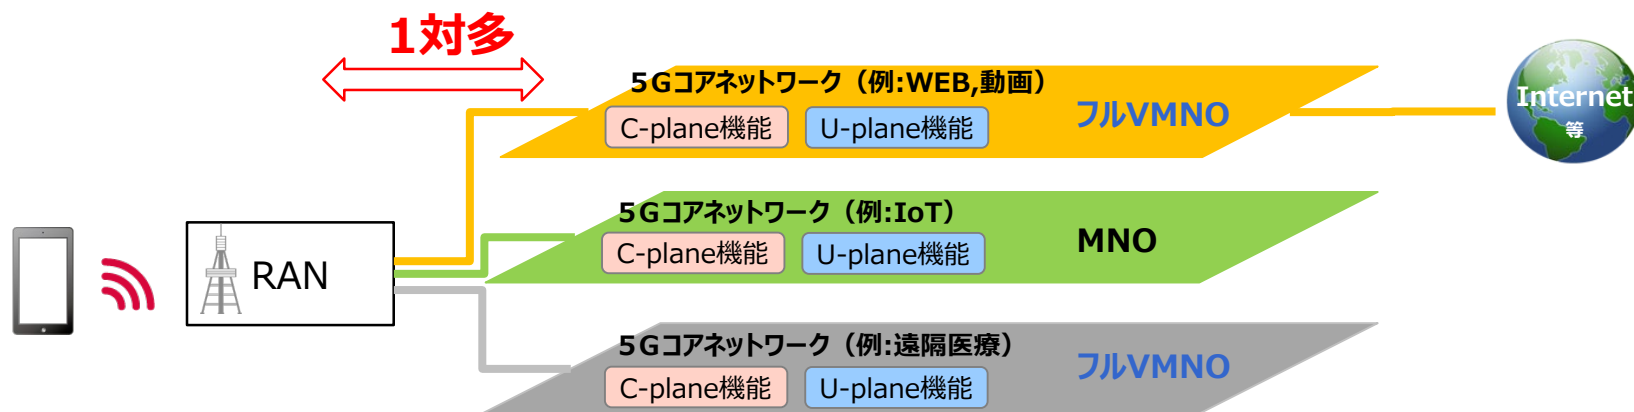 1対多
5Gコアネットワーク（例:WEB,動画）
C-plane機能 U-plane機能
フルVMNO
Internet
等
5Gコアネットワーク（例:IoT）
C-plane機能 U-plane機能
MNO
RAN
5Gコアネットワーク（例:遠隔医療）
C-plane機能 U-plane機能
フルVMNO